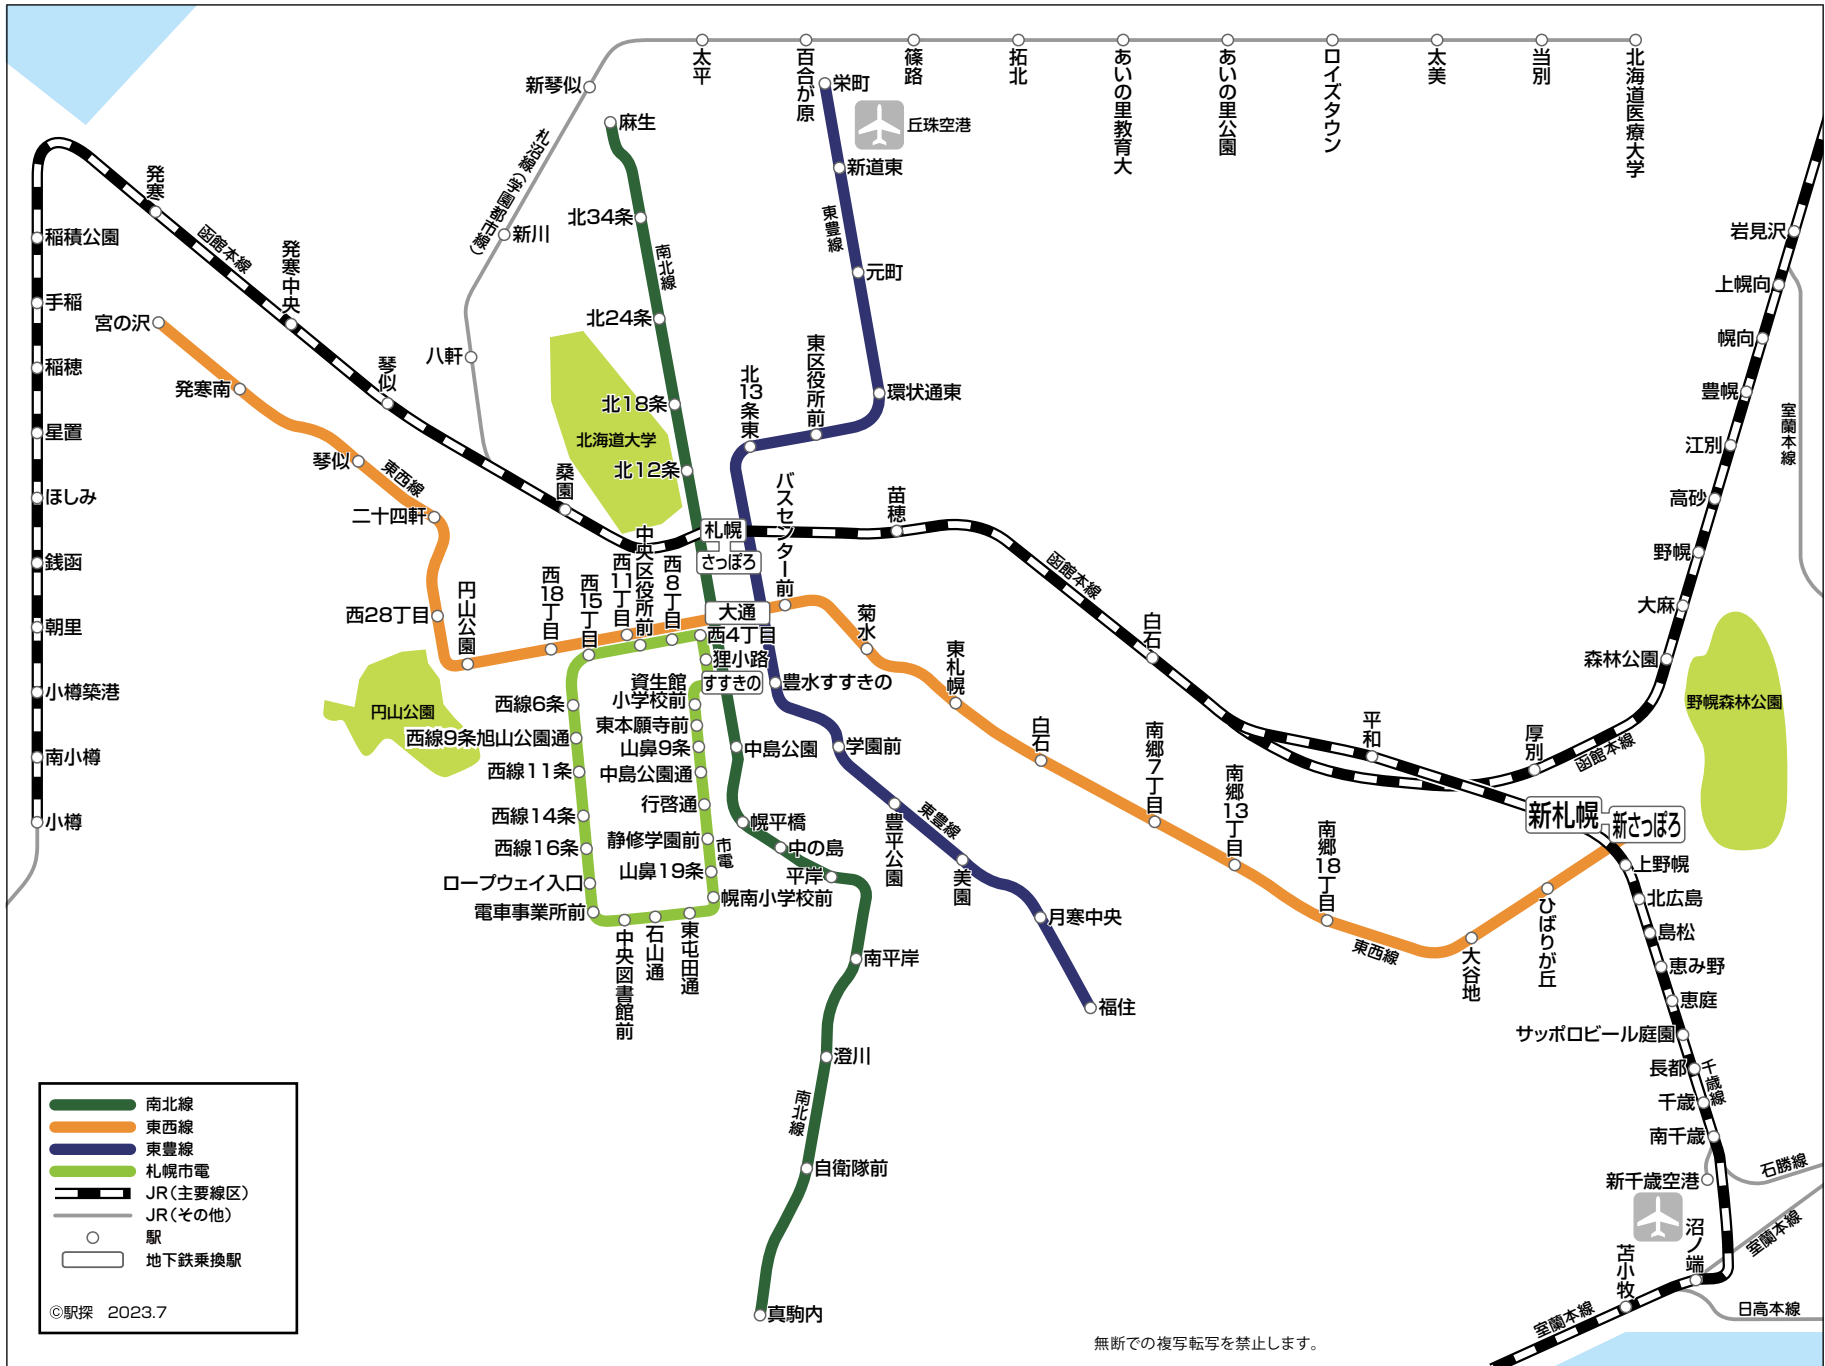 太平
百合が原
篠路
拓北
あいの里教育大
あいの里公園
ロイズタウン
太美
当別
北海道医療大学
新琴似
栄町
丘珠空港
麻生
札沼線(学園都市線)
新道東
発寒
北34条
東豊線
新川
稲積公園
函館本線
発寒中央
南北線
元町
岩見沢
上幌向
手稲
宮の沢
北24条
幌向
八軒
東区役所前
稲穂
琴似
北13条東
発寒南
環状通東
豊幌
北18条
室蘭本線
星置
北海道大学
江別
琴似
東西線
北12条
桑園
バスセンター前
苗穂
高砂
ほしみ
二十四軒
札幌
野幌
銭函
さっぽろ
函館本線
中央区役所前
西11丁目
西8丁目
西18丁目
西15丁目
円山公園
西28丁目
大通
菊水
白石
大麻
朝里
西4丁目
狸小路
東札幌
森林公園
すすきの
豊水すすきの
資生館
小学校前
小樽築港
西線6条
円山公園
野幌森林公園
東本願寺前
西線9条旭山公園通
山鼻9条
中島公園
学園前
白石
平和
厚別
函館本線
南小樽
西線11条
中島公園通
南郷7丁目
南郷13丁目
行啓通
西線14条
幌平橋
豊平公園
東豊線
新札幌
新さっぽろ
小樽
静修学園前
市電
中の島
西線16条
南郷18丁目
山鼻19条
平岸
美園
上野幌
ロープウェイ入口
幌南小学校前
北広島
電車事業所前
月寒中央
ひばりが丘
中央図書館前
石山通
東屯田通
東西線
大谷地
島松
南平岸
恵み野
福住
恵庭
サッポロビール庭園
澄川
長都
千歳線
千歳
南北線
南千歳
自衛隊前
石勝線
新千歳空港
沼ノ端
室蘭本線
苫小牧
真駒内
室蘭本線
日高本線
南北線
東西線
東豊線
札幌市電
JR(主要線区)
JR(その他)
駅
地下鉄乗換駅
©駅探 2023.7
無断での複写転写を禁止します。